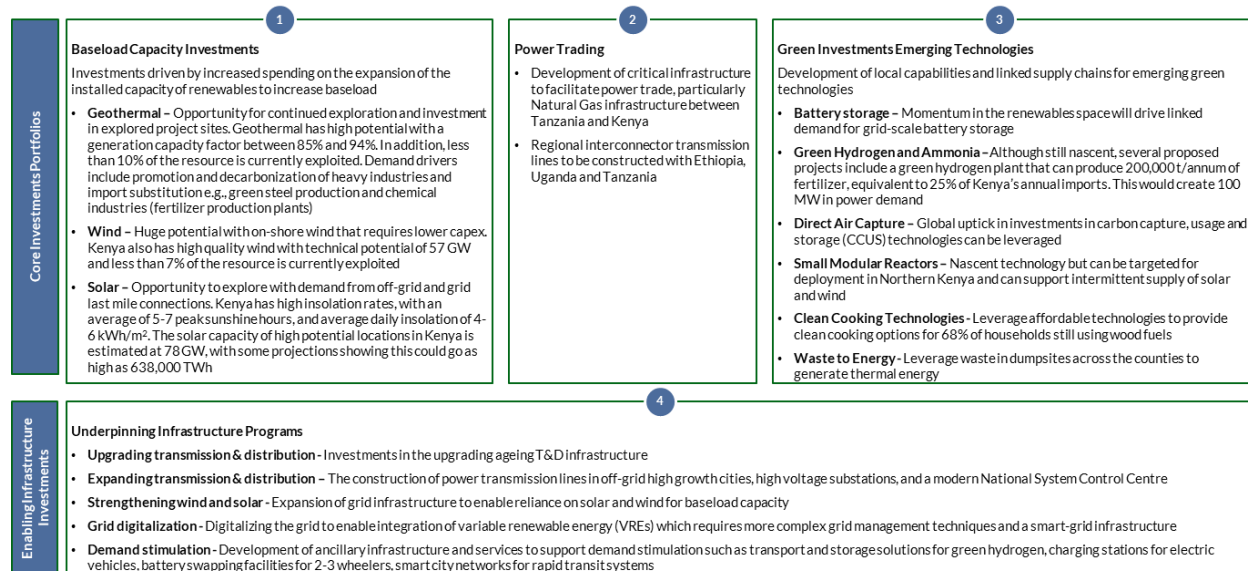 Core Investments Portfolios
1
Baseload Capacity Investments
Investments driven by increased spending on the expansion of the
installed capacity of renewables to increase baseload
• Geothermal – Opportunity for continued exploration and investment
in explored project sites. Geothermal has high potential with a
generation capacity factor between 85% and 94%. In addition, less
than 10% of the resource is currently exploited. Demand drivers
include promotion and decarbonization of heavy industries and
import substitution e.g., green steel production and chemical
industries (fertilizer production plants)
• Wind – Huge potential with on-shore wind that requires lower capex.
Kenya also has high quality wind with technical potential of 57 GW
and less than 7% of the resource is currently exploited
• Solar – Opportunity to explore with demand from off-grid and grid
last mile connections. Kenya has high insolation rates, with an
average of 5-7 peak sunshine hours, and average daily insolation of 4-
6 kWh/m². The solar capacity of high potential locations in Kenya is
estimated at 78 GW, with some projections showing this could go as
high as 638,000 TWh
2
Power Trading
• Development of critical infrastructure
to facilitate power trade, particularly
Natural Gas infrastructure between
Tanzania and Kenya
• Regional interconnector transmission
lines to be constructed with Ethiopia,
Uganda and Tanzania
3
Green Investments Emerging Technologies
Development of local capabilities and linked supply chains for emerging green
technologies
• Battery storage – Momentum in the renewables space will drive linked
demand for grid-scale battery storage
• Green Hydrogen and Ammonia – Although still nascent, several proposed
projects include a green hydrogen plant that can produce 200,000 t/annum of
fertilizer, equivalent to 25% of Kenya's annual imports. This would create 100
MW in power demand
• Direct Air Capture – Global uptick in investments in carbon capture, usage and
storage (CCUS) technologies can be leveraged
• Small Modular Reactors – Nascent technology but can be targeted for
deployment in Northern Kenya and can support intermittent supply of solar
and wind
• Clean Cooking Technologies - Leverage affordable technologies to provide
clean cooking options for 68% of households still using wood fuels
• Waste to Energy - Leverage waste in dumpsites across the counties to
generate thermal energy
Enabling Infrastructure
Investments
4
Underpinning Infrastructure Programs
• Upgrading transmission & distribution - Investments in the upgrading ageing T&D infrastructure
• Expanding transmission & distribution – The construction of power transmission lines in off-grid high growth cities, high voltage substations, and a modern National System Control Centre
• Strengthening wind and solar - Expansion of grid infrastructure to enable reliance on solar and wind for baseload capacity
• Grid digitalization - Digitalizing the grid to enable integration of variable renewable energy (VREs) which requires more complex grid management techniques and a smart-grid infrastructure
• Demand stimulation - Development of ancillary infrastructure and services to support demand stimulation such as transport and storage solutions for green hydrogen, charging stations for electric
vehicles, battery swapping facilities for 2-3 wheelers, smart city networks for rapid transit systems